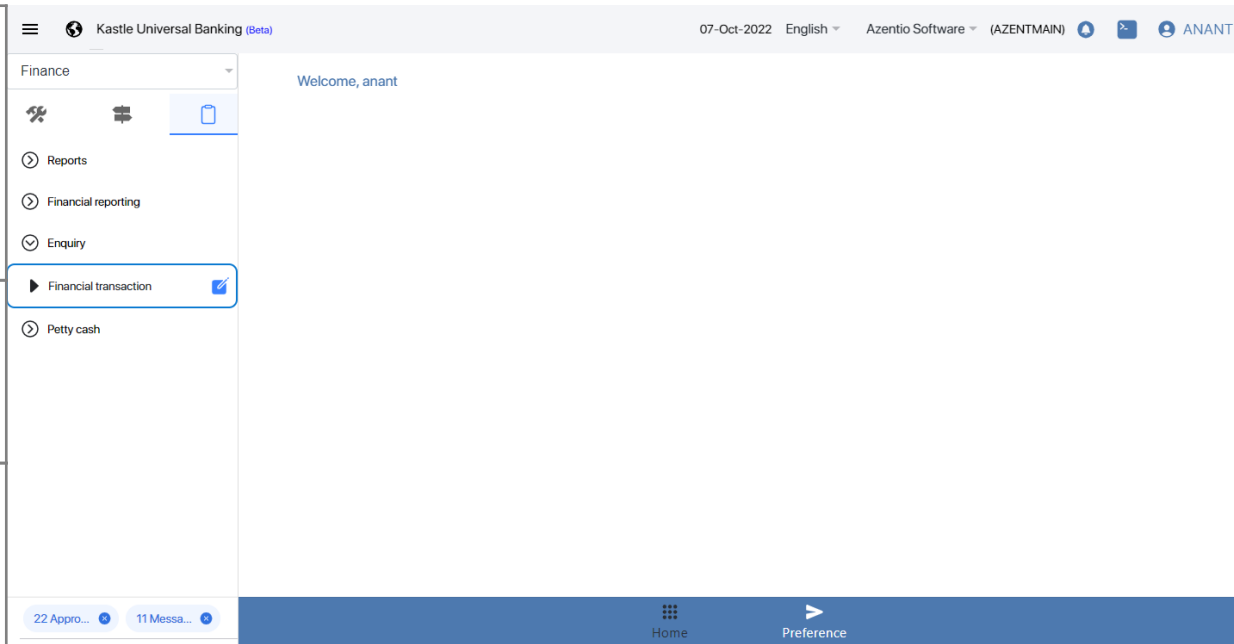 Kastle Universal Banking (Beta)
07-Oct-2022 English Azentio Software (AZENTMAIN) ANANT
Finance
Welcome, anant
Reports
Financial reporting
Enquiry
Financial transaction
Petty cash
22 Appro... 11 Messa...
Home Preference